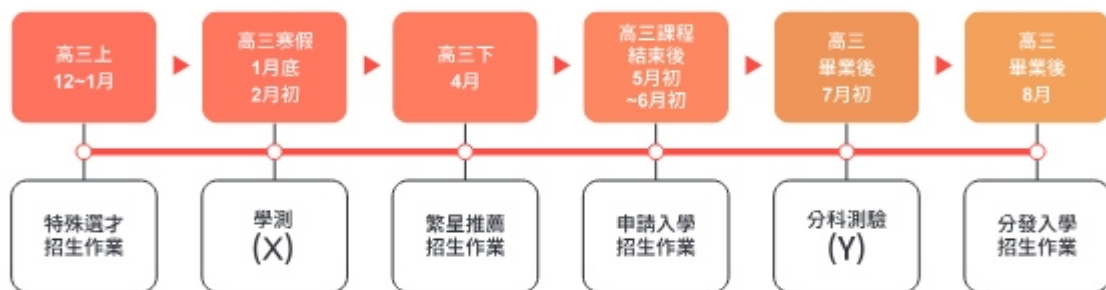 高三上
12~1月
高三寒假
1月底
2月初
高三下
4月
高三課程
結束後
5月初
~6月初
高三
畢業後
7月初
高三
畢業後
8月
特殊選才
招生作業
學測
(X)
繁星推薦
招生作業
申請入學
招生作業
分科測驗
(Y)
分發入學
招生作業